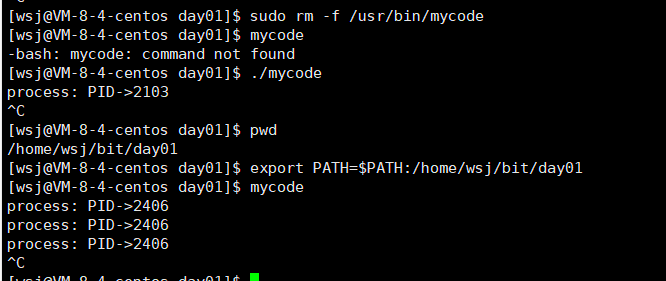 [wsj@VM-8-4-centos day01]$ sudo rm -f /usr/bin/mycode
[wsj@VM-8-4-centos day01]$ mycode
-bash: mycode: command not found
[wsj@VM-8-4-centos day01]$ ./mycode
process: PID->2103
^C
[wsj@VM-8-4-centos day01]$ pwd
/home/wsj/bit/day01
[wsj@VM-8-4-centos day01]$ export PATH=$PATH:/home/wsj/bit/day01
[wsj@VM-8-4-centos day01]$ mycode
process: PID->2406
process: PID->2406
process: PID->2406
^C
[wsj@VM-8-4-centos day01]$